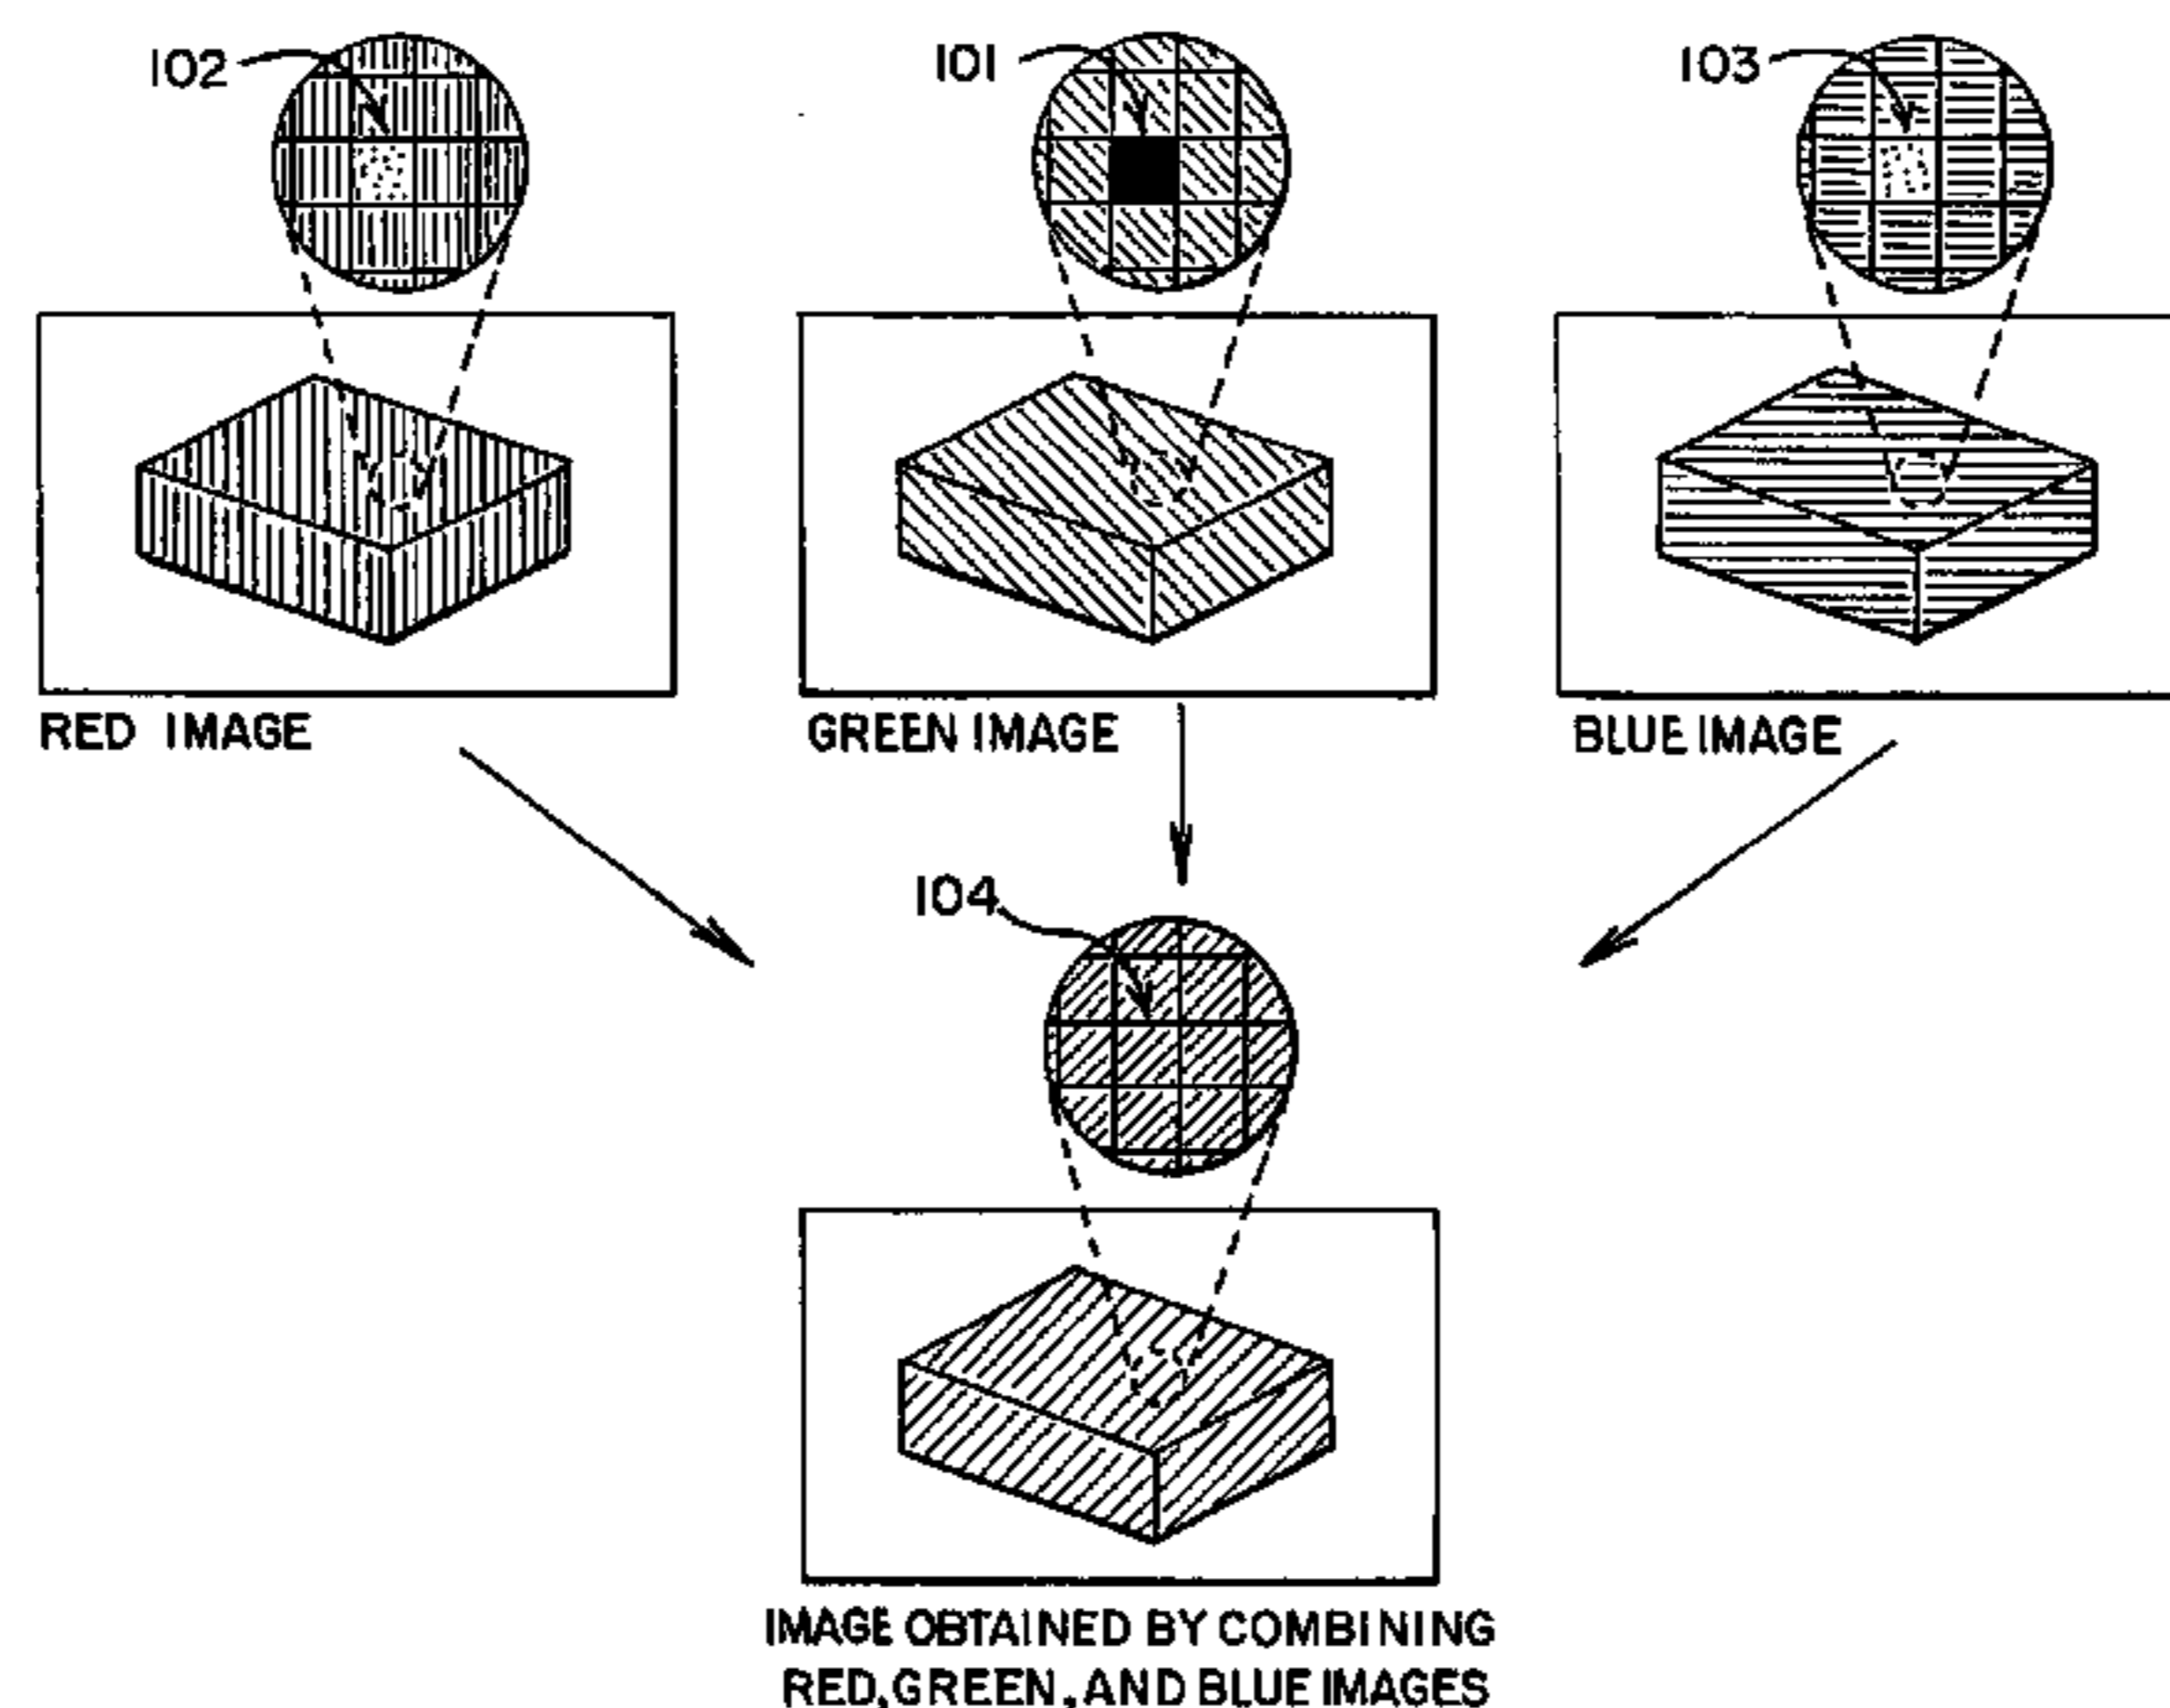 102
101
103
RED IMAGE
GREEN IMAGE
BLUE IMAGE
104
IMAGE OBTAINED BY COMBINING
RED, GREEN, AND BLUE IMAGES